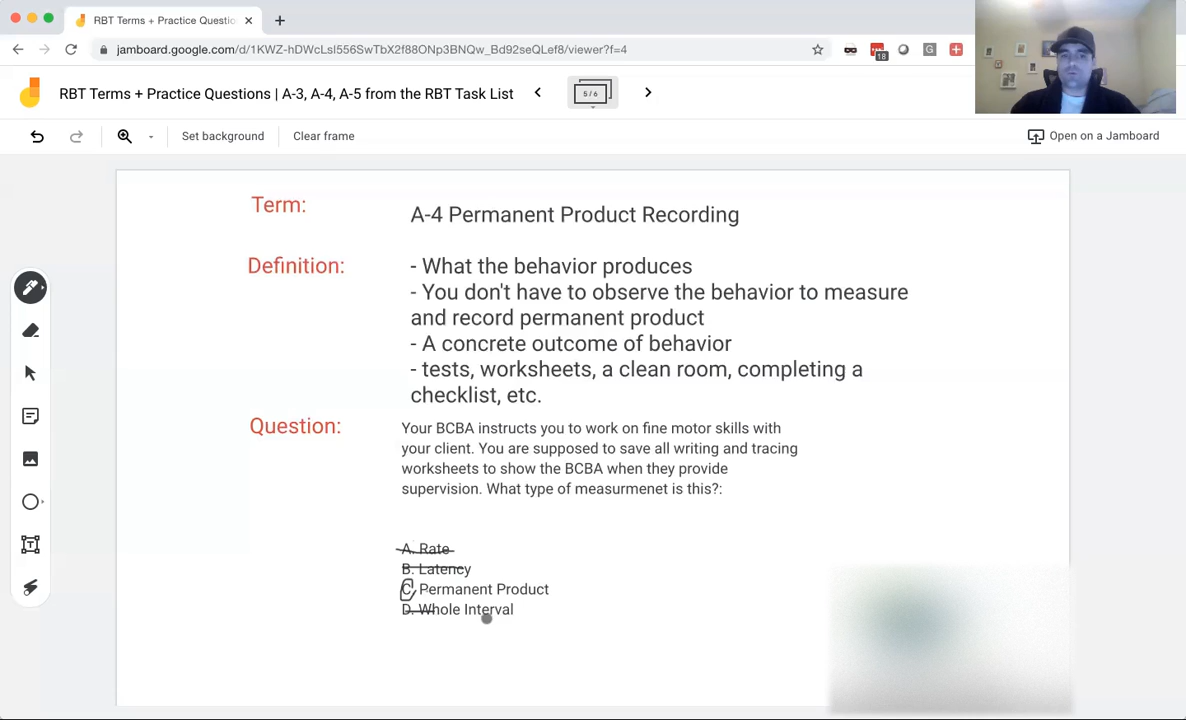 RBT Terms + Practice Questio
jamboard.google.com/d/1KWZ-hDWcLsI556SwTbX2f88ONp3BNQw_Bd92seQLef8/viewer?f=4
18
G
RBT Terms + Practice Questions | A-3, A-4, A-5 from the RBT Task List
5 / 6
Set background
Clear frame
Open on a Jamboard
Term:
A-4 Permanent Product Recording
Definition:
- What the behavior produces
- You don't have to observe the behavior to measure
and record permanent product
- A concrete outcome of behavior
- tests, worksheets, a clean room, completing a
checklist, etc.
Question:
Your BCBA instructs you to work on fine motor skills with
your client. You are supposed to save all writing and tracing
worksheets to show the BCBA when they provide
supervision. What type of measurmenet is this?:
A. Rate
B. Latency
C. Permanent Product
D. Whole Interval